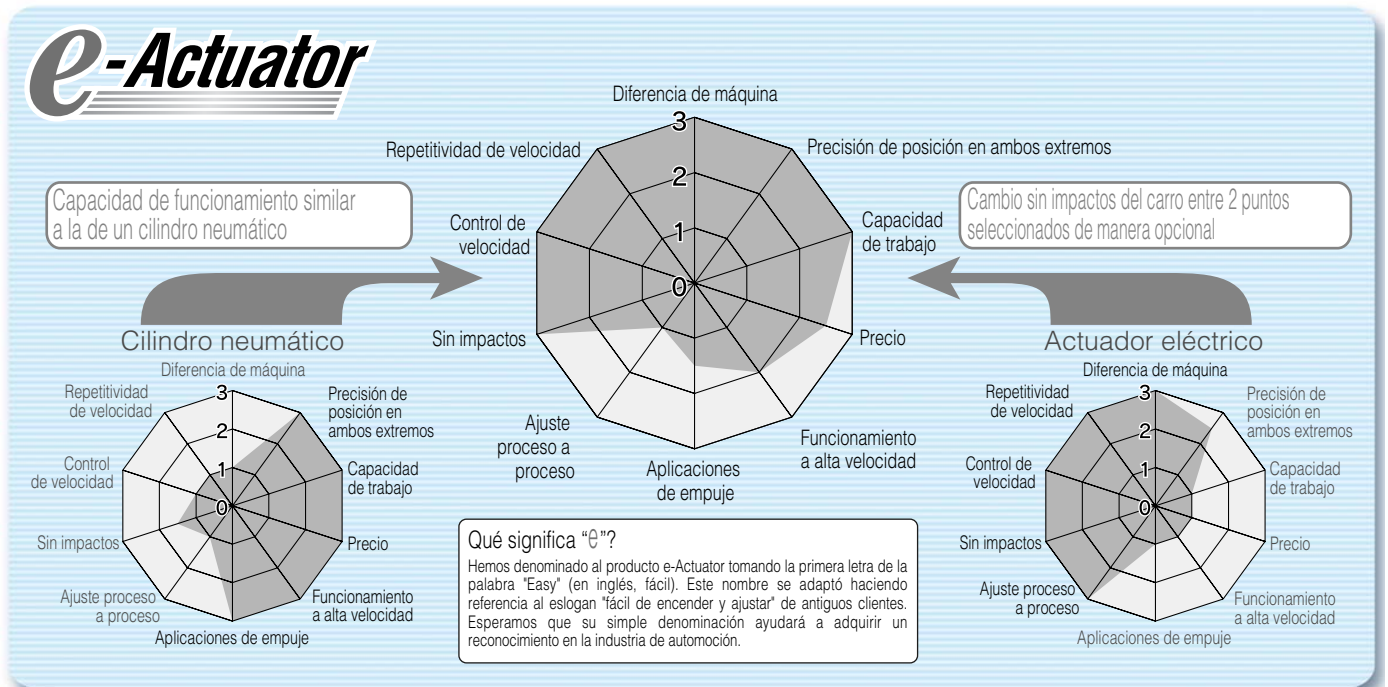 e-Actuator
Diferencia de máquina
3
2
1
0
Repetitividad de velocidad
Precisión de posición en ambos extremos
Control de
velocidad
Capacidad
de trabajo
Sin impactos
Precio
Ajuste
proceso a
proceso
Aplicaciones
de empuje
Funcionamiento
a alta velocidad
Capacidad de funcionamiento similar
a la de un cilindro neumático
Cambio sin impactos del carro entre 2 puntos
seleccionados de manera opcional
Cilindro neumático
Diferencia de máquina
3
2
1
0
Repetitividad
de velocidad
Precisión de
posición en
ambos extremos
Control
de velocidad
Capacidad
de trabajo
Sin impactos
Precio
Ajuste proceso
a proceso
Funcionamiento
a alta velocidad
Aplicaciones de empuje
Qué significa “e”?
Hemos denominado al producto e-Actuator tomando la primera letra de la
palabra "Easy" (en inglés, fácil). Este nombre se adaptó haciendo
referencia al eslogan "fácil de encender y ajustar" de antiguos clientes.
Esperamos que su simple denominación ayudará a adquirir un
reconocimiento en la industria de automoción.
Actuador eléctrico
Diferencia de máquina
3
2
1
0
Repetitividad
de velocidad
Precisión de
posición en
ambos extremos
Control de
velocidad
Capacidad
de trabajo
Sin impactos
Precio
Ajuste proceso
a proceso
Funcionamiento
a alta velocidad
Aplicaciones de empuje